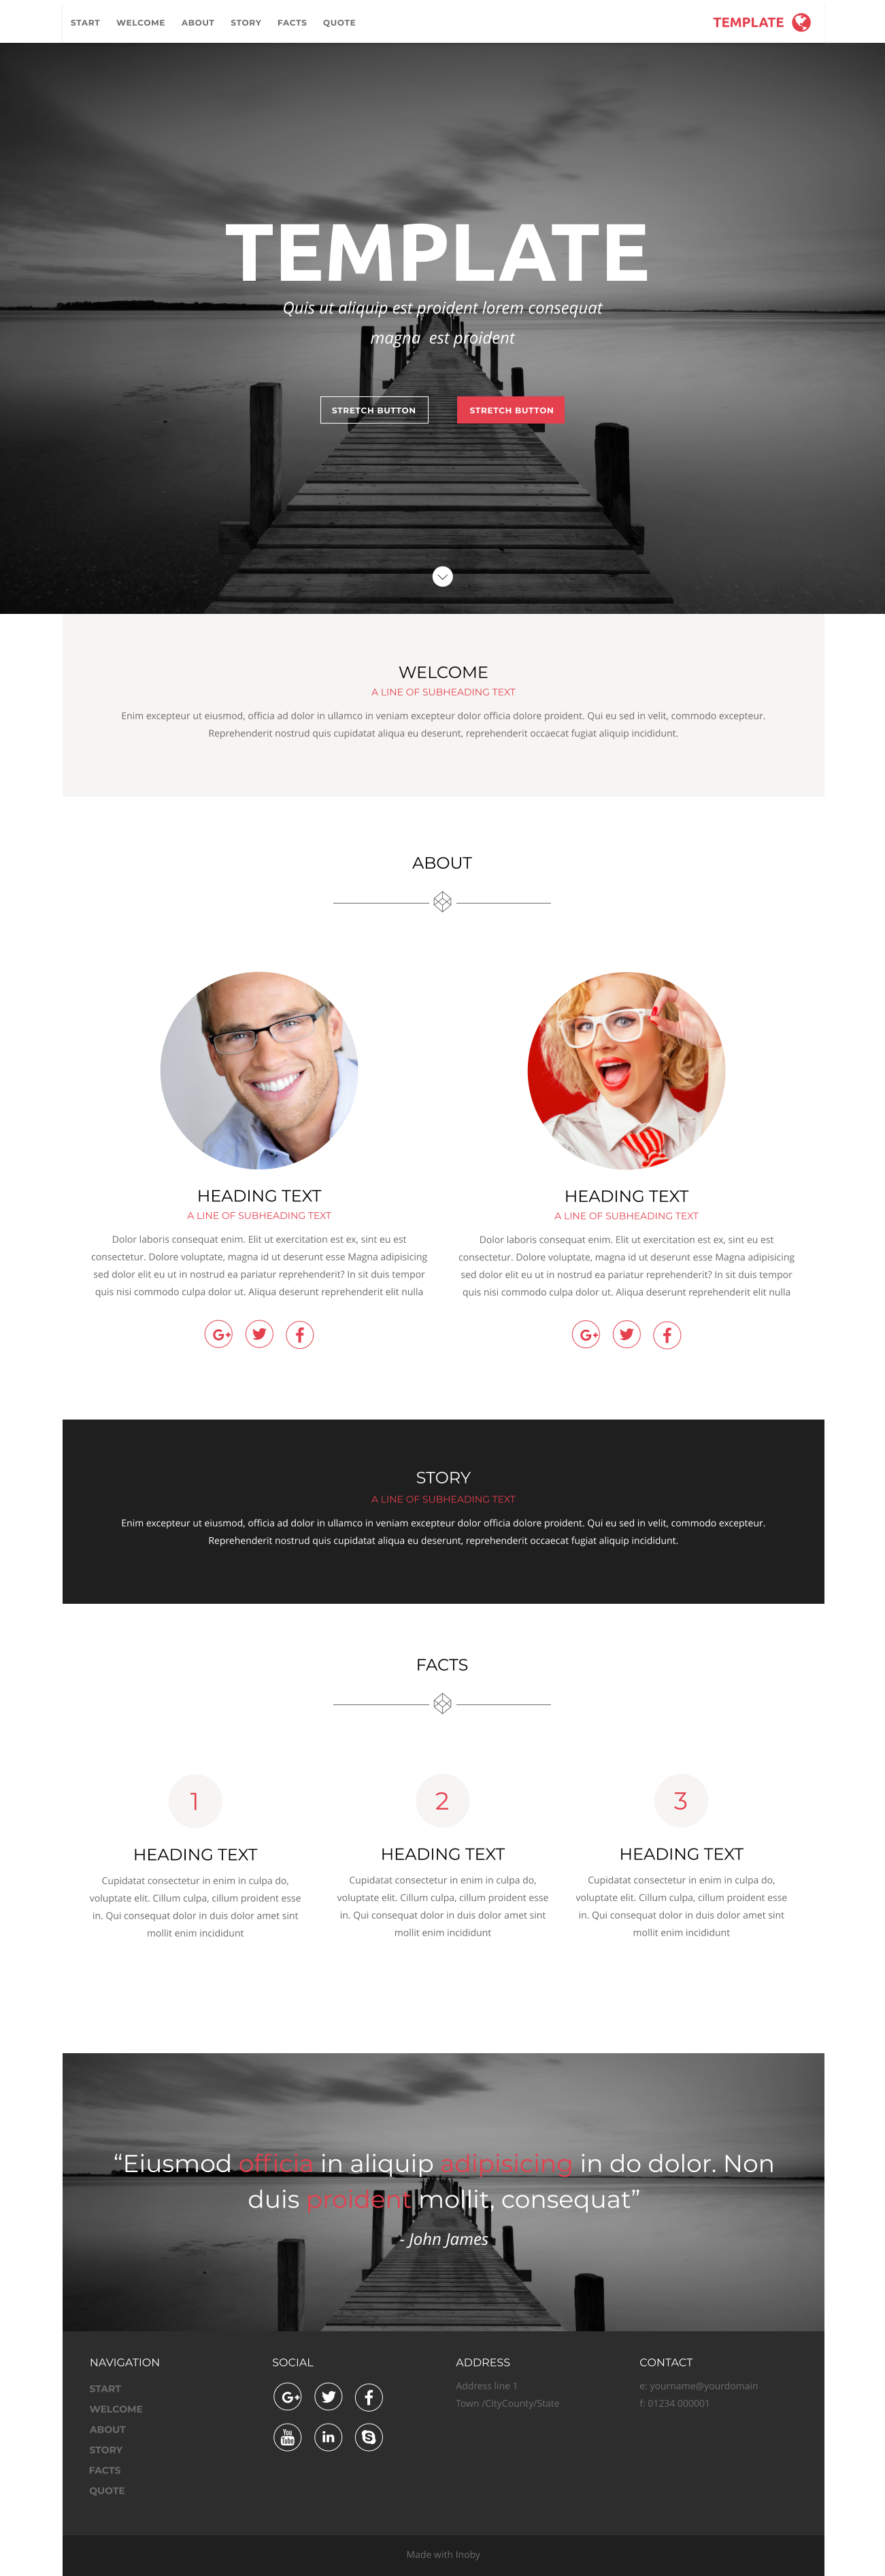 START WELCOME ABOUT STORY FACTS QUOTE
TEMPLATE
TEMPLATE
Quis ut aliquip est proident lorem consequat
magna est proident
STRETCH BUTTON
STRETCH BUTTON
WELCOME
A LINE OF SUBHEADING TEXT
Enim excepteur ut eiusmod, officia ad dolor in ullamco in veniam excepteur dolor officia dolore proident. Qui eu sed in velit, commodo excepteur.
Reprehenderit nostrud quis cupidatat aliqua eu deserunt, reprehenderit occaecat fugiat aliquip incididunt.
ABOUT
HEADING TEXT
A LINE OF SUBHEADING TEXT
Dolor laboris consequat enim. Elit ut exercitation est ex, sint eu est
consectetur. Dolore voluptate, magna id ut deserunt esse Magna adipisicing
sed dolor elit eu ut in nostrud ea pariatur reprehenderit? In sit duis tempor
quis nisi commodo culpa dolor ut. Aliqua deserunt reprehenderit elit nulla
G+
f
HEADING TEXT
A LINE OF SUBHEADING TEXT
Dolor laboris consequat enim. Elit ut exercitation est ex, sint eu est
consectetur. Dolore voluptate, magna id ut deserunt esse Magna adipisicing
sed dolor elit eu ut in nostrud ea pariatur reprehenderit? In sit duis tempor
quis nisi commodo culpa dolor ut. Aliqua deserunt reprehenderit elit nulla
G+
f
STORY
A LINE OF SUBHEADING TEXT
Enim excepteur ut eiusmod, officia ad dolor in ullamco in veniam excepteur dolor officia dolore proident. Qui eu sed in velit, commodo excepteur.
Reprehenderit nostrud quis cupidatat aliqua eu deserunt, reprehenderit occaecat fugiat aliquip incididunt.
FACTS
1
HEADING TEXT
Cupidatat consectetur in enim in culpa do,
voluptate elit. Cillum culpa, cillum proident esse
in. Qui consequat dolor in duis dolor amet sint
mollit enim incididunt
2
HEADING TEXT
Cupidatat consectetur in enim in culpa do,
voluptate elit. Cillum culpa, cillum proident esse
in. Qui consequat dolor in duis dolor amet sint
mollit enim incididunt
3
HEADING TEXT
Cupidatat consectetur in enim in culpa do,
voluptate elit. Cillum culpa, cillum proident esse
in. Qui consequat dolor in duis dolor amet sint
mollit enim incididunt
“Eiusmod officia in aliquip adipisicing in do dolor. Non
duis proident mollit, consequat”
- John James
NAVIGATION
START
WELCOME
ABOUT
STORY
FACTS
QUOTE
SOCIAL
G+
f
You Tube
in
S
ADDRESS
Address line 1
Town /CityCounty/State
CONTACT
e: yourname@yourdomain
f: 01234 000001
Made with Inoby